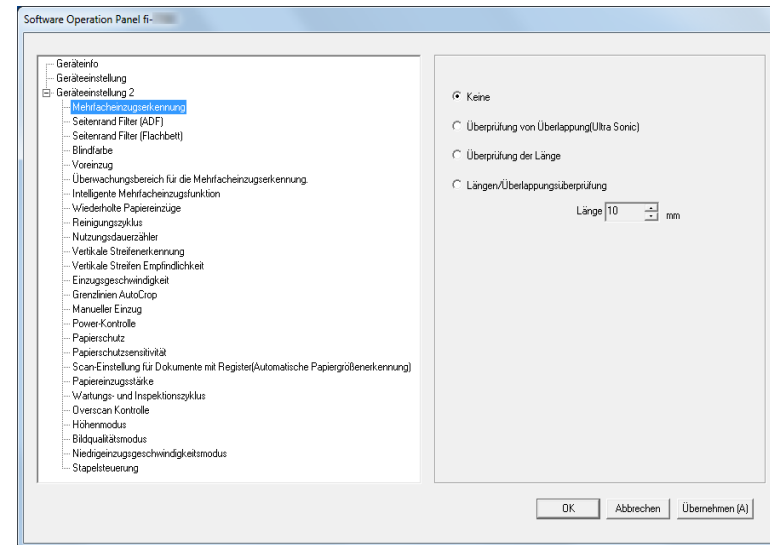 Software Operation Panel fi-
Geräteinfo
Geräteeinstellung
Geräteeinstellung 2
Mehrfacheinzugserkennung
Seitenrand Filter (ADF)
Seitenrand Filter (Flachbett)
Blindfarbe
Voreinzug
Überwachungsbereich für die Mehrfacheinzugserkennung.
Intelligente Mehrfacheinzugsfunktion
Wiederholte Papiereinzüge
Reinigungszyklus
Nutzungsdauerzähler
Vertikale Streifenerkennung
Vertikale Streifen Empfindlichkeit
Einzugsgeschwindigkeit
Grenzlinien AutoCrop
Manueller Einzug
Power-Kontrolle
Papierschutz
Papierschutzsensitivität
Scan-Einstellung für Dokumente mit Register(Automatische Papiergrößenerkennung)
Papiereinzugsstärke
Wartungs- und Inspektionszyklus
Overscan Kontrolle
Höhenmodus
Bildqualitätsmodus
Niedrigeinzugsgeschwindigkeitsmodus
Stapelsteuerung
Keine
Überprüfung von Überlappung(Ultra Sonic)
Überprüfung der Länge
Längen/Überlappungsüberprüfung
Länge 10 mm
OK Abbrechen Übernehmen (A)